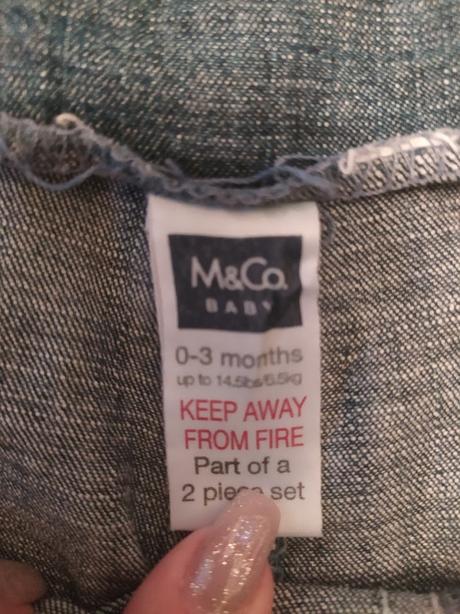 M&Co.
BABY
0-3 months
up to 14.5lbs/6.5kg
KEEP AWAY
FROM FIRE
Part of a
2 piece set